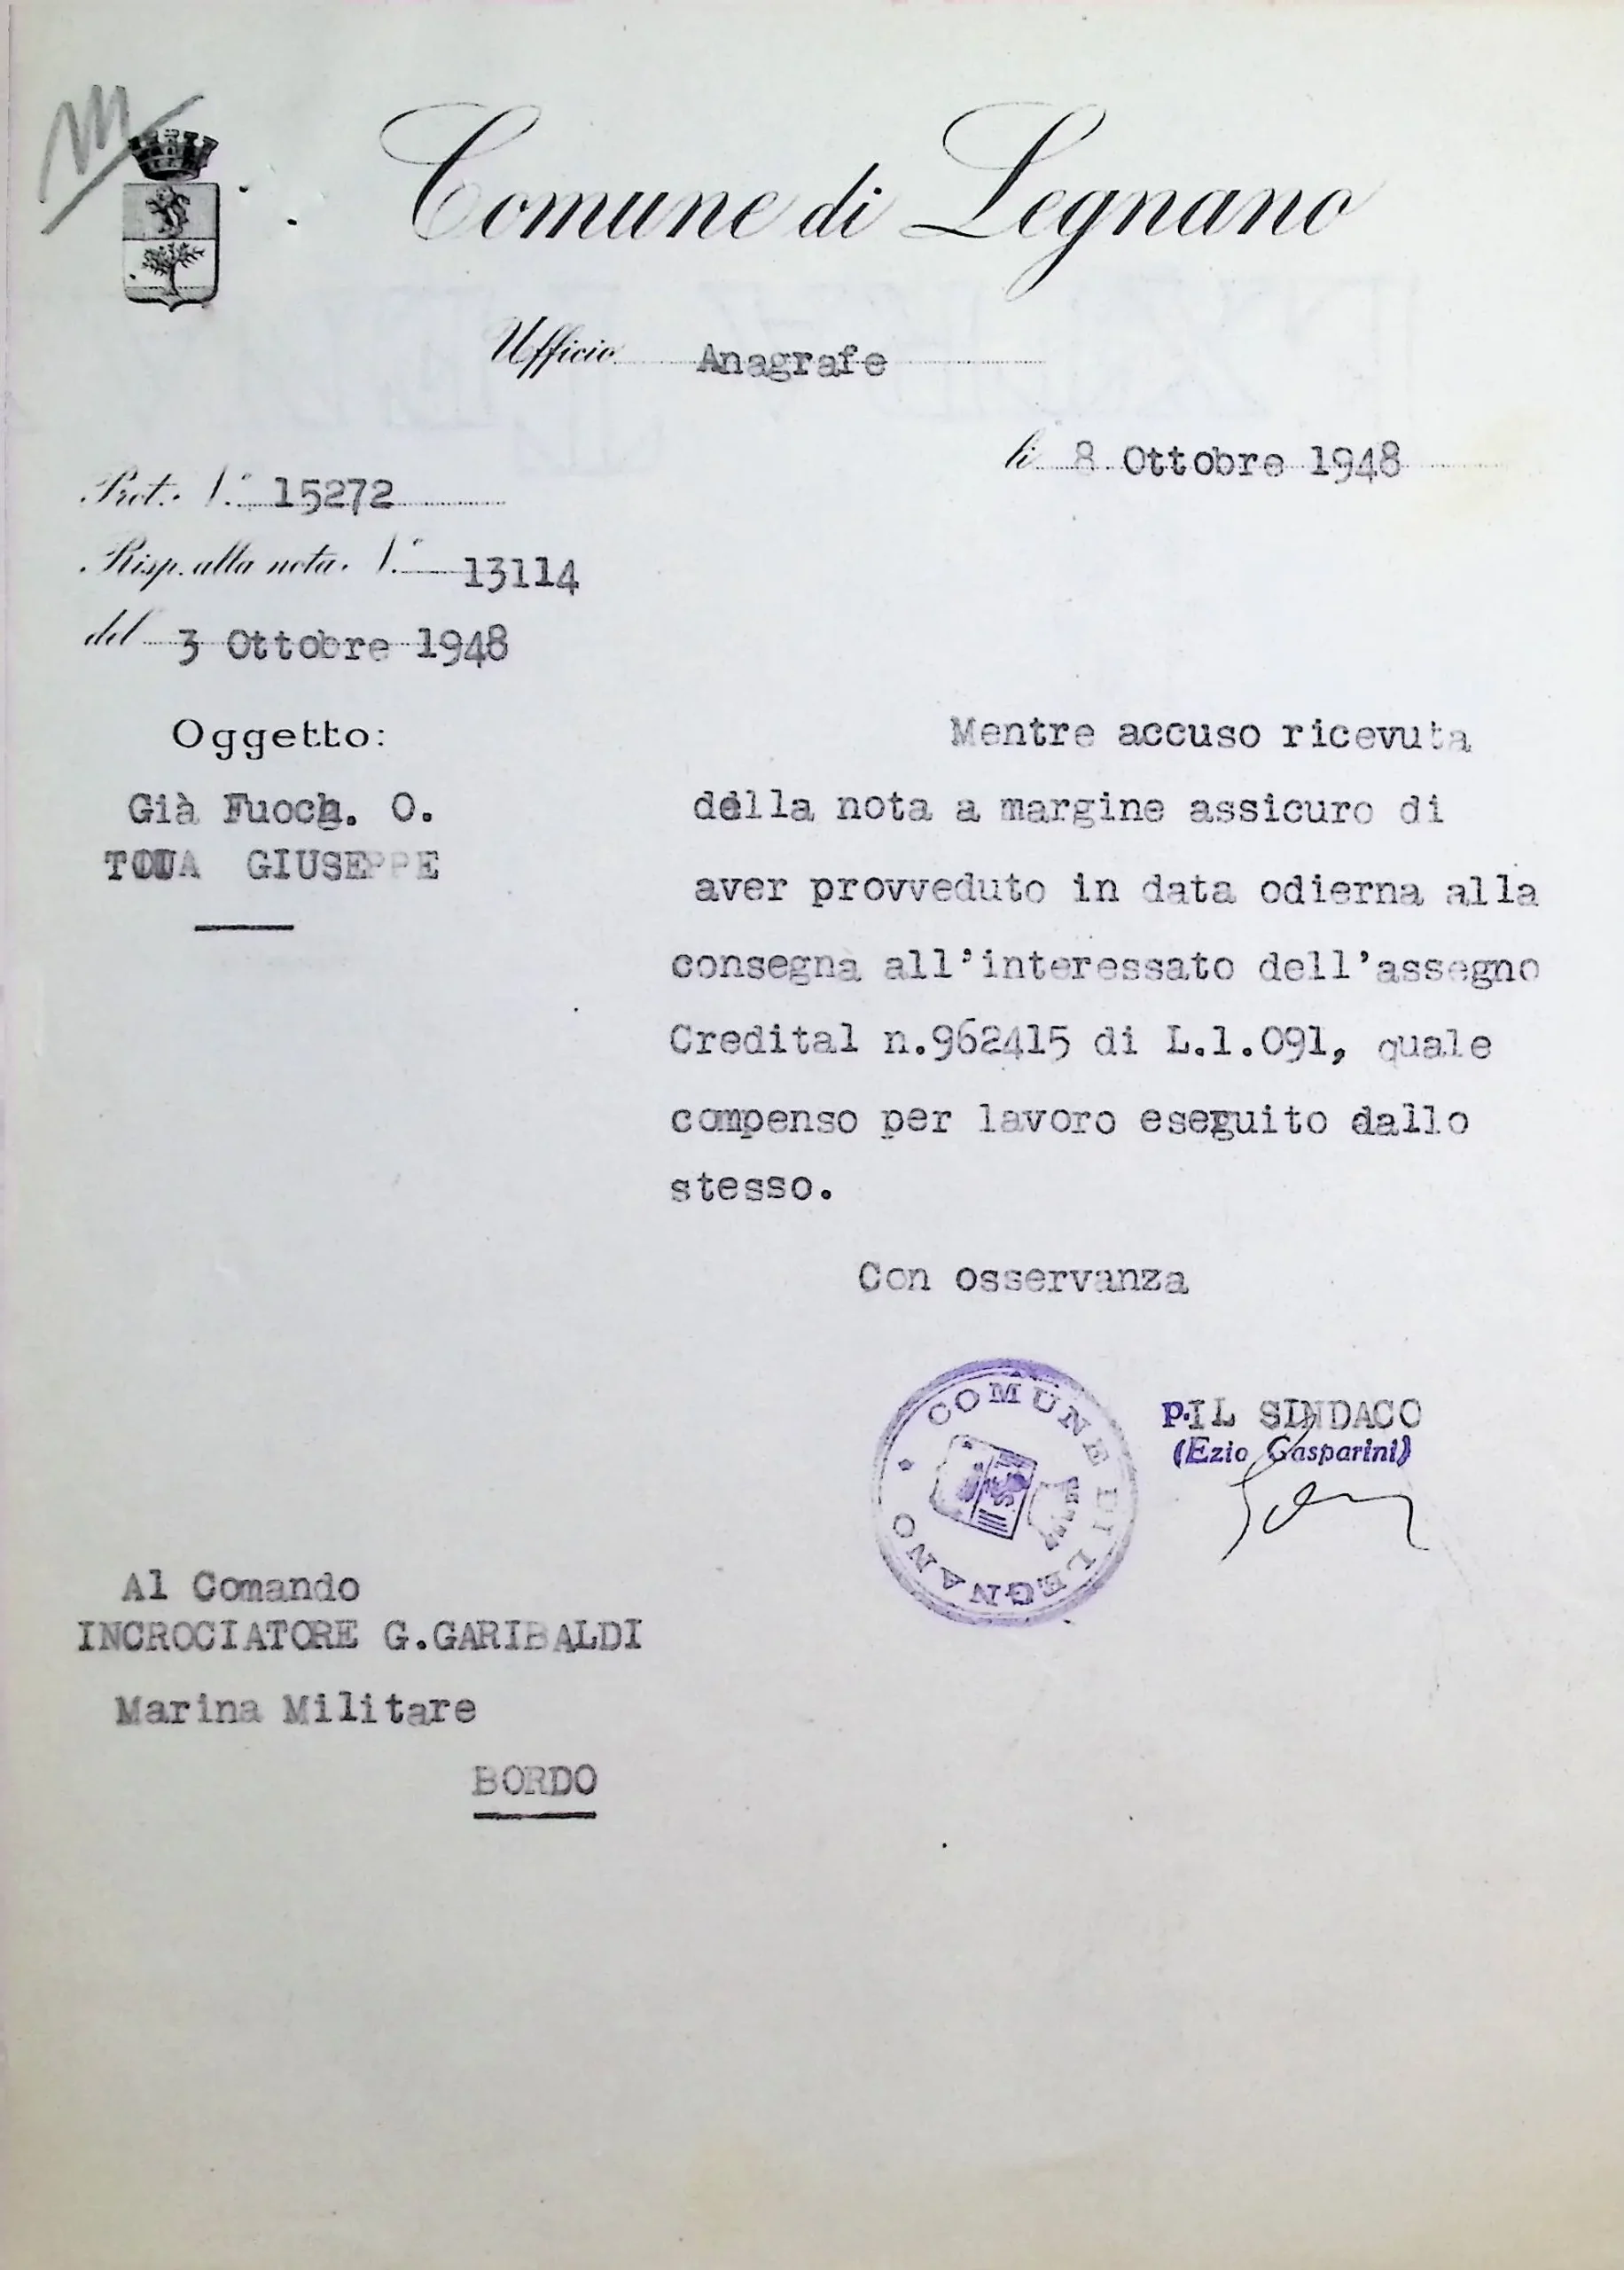 Comune di Legnano
Ufficio Anagrafe
li 8 Ottobre 1948
Prot. N.° 15272
Risp. alla nota N.° 13114
del 3 Ottobre 1948
Oggetto:
Già Fuoch. O.
GIUSEPPE
Mentre accuso ricevuta
della nota a margine assicuro di
aver provveduto in data odierna alla
consegna all'interessato dell'assegno
Credital n.962415 di L.1.091, quale
compenso per lavoro eseguito dallo
stesso.
Con osservanza
COMUNE DI LEGNANO
p.IL SINDACO
(Ezio Gasparini)
Al Comando
INCROCIATORE G.GARIBALDI
Marina Militare
BORDO